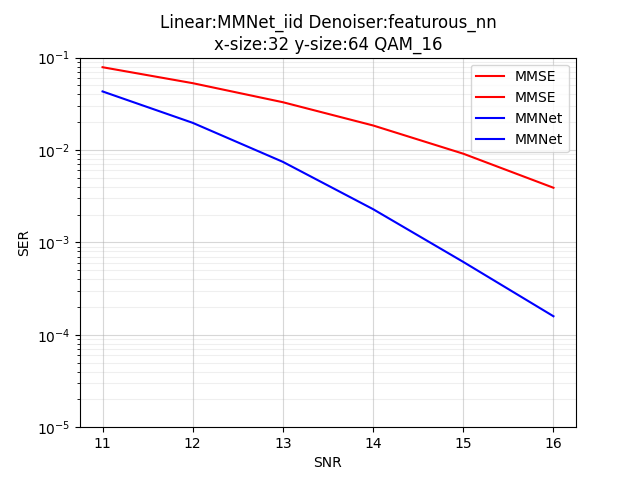 Linear:MMNet_iid Denoiser:featurous_nn
x-size:32 y-size:64 QAM_16
MMSE
MMSE
MMNet
MMNet
SER
10⁻¹
10⁻²
10⁻³
10⁻⁴
10⁻⁵
11 12 13 14 15 16
SNR